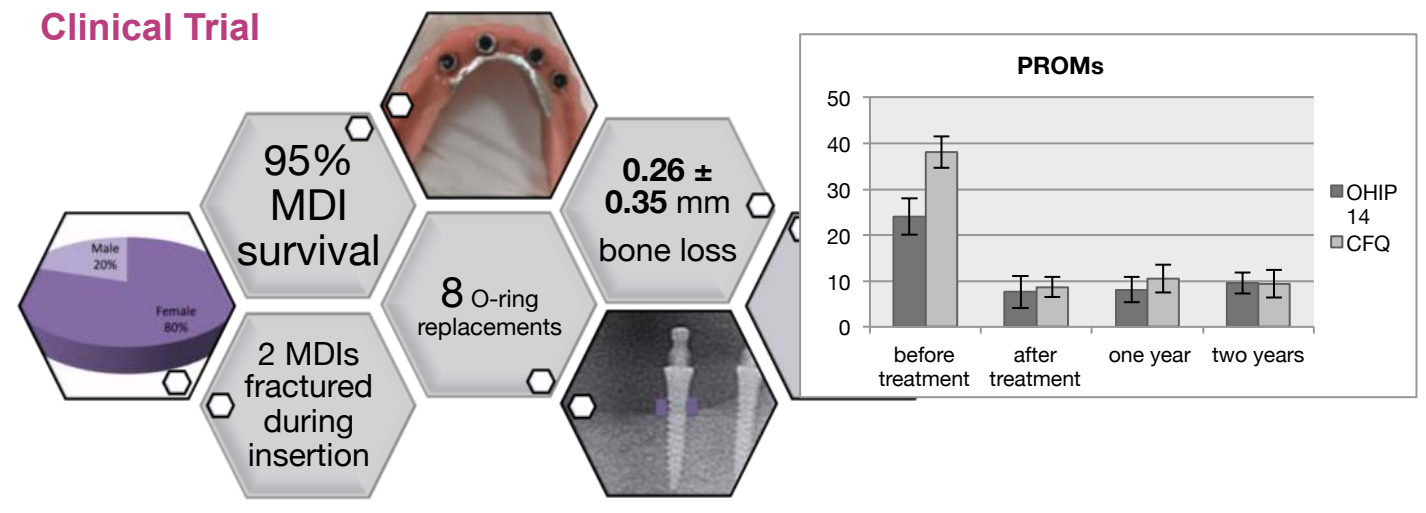 Clinical Trial
95%
MDI
survival
0.26 ±
0.35 mm
bone loss
Male
20%
Female
80%
8 O-ring
replacements
2 MDIs
fractured
during
insertion
PROMs
50
40
30
20
10
0
before
treatment
after
treatment
one year
two years
OHIP
14
CFQ